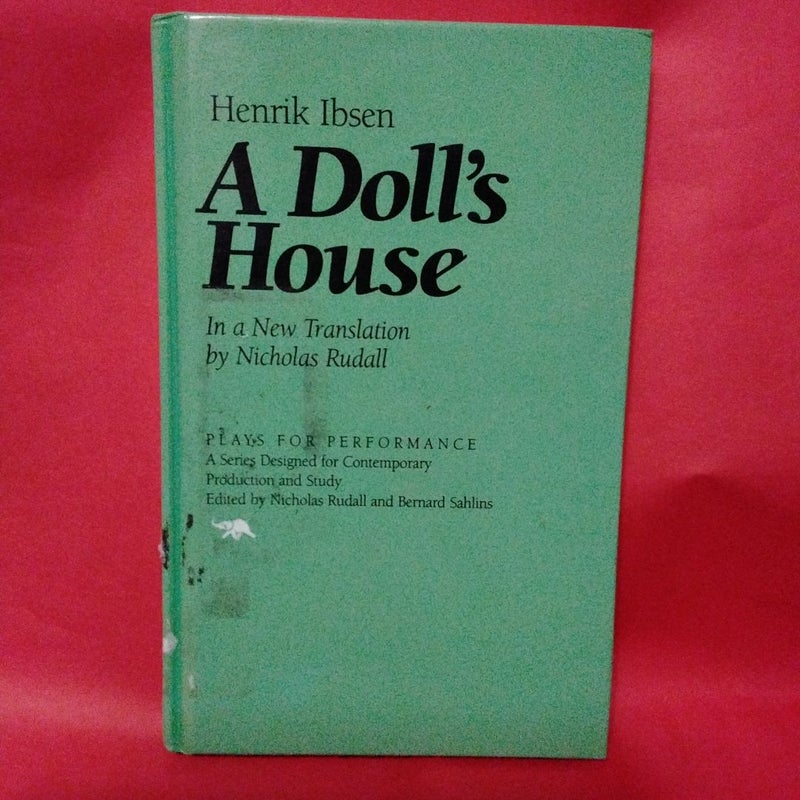 Henrik Ibsen
A Doll's
House
In a New Translation
by Nicholas Rudall
PLAYS FOR PERFORMANCE
A Series Designed for Contemporary
Production and Study
Edited by Nicholas Rudall and Bernard Sahlins